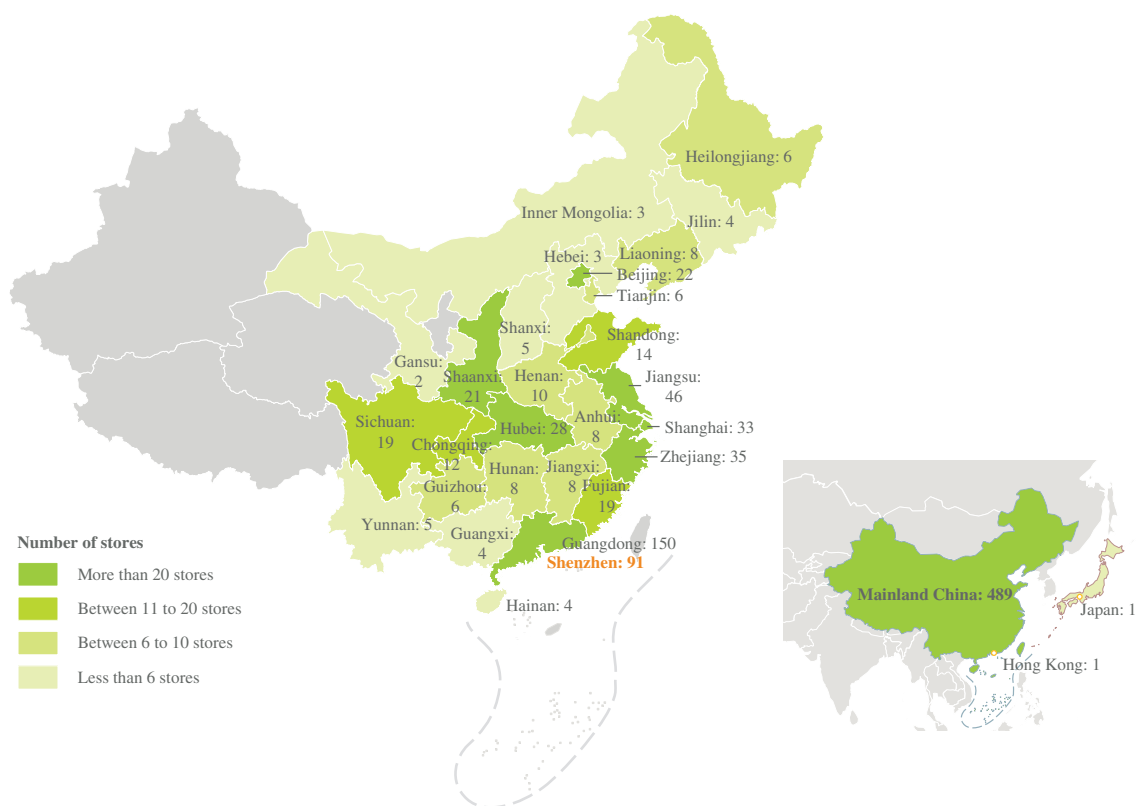 Heilongjiang: 6
Inner Mongolia: 3
Jilin: 4
Hebei: 3
Liaoning: 8
Beijing: 22
Tianjin: 6
Shanxi:
5
Shandong:
14
Gansu:
2
Shaanxi:
21
Henan:
10
Jiangsu:
46
Sichuan:
19
Chongqing:
12
Hubei: 28
Anhui:
8
Shanghai: 33
Zhejiang: 35
Guizhou:
6
Hunan:
8
Jiangxi:
8
Fujian:
19
Yunnan: 5
Guangxi:
4
Guangdong: 150
Shenzhen: 91
Hainan: 4
Number of stores
More than 20 stores
Between 11 to 20 stores
Between 6 to 10 stores
Less than 6 stores
Mainland China: 489
Japan: 1
Hong Kong: 1